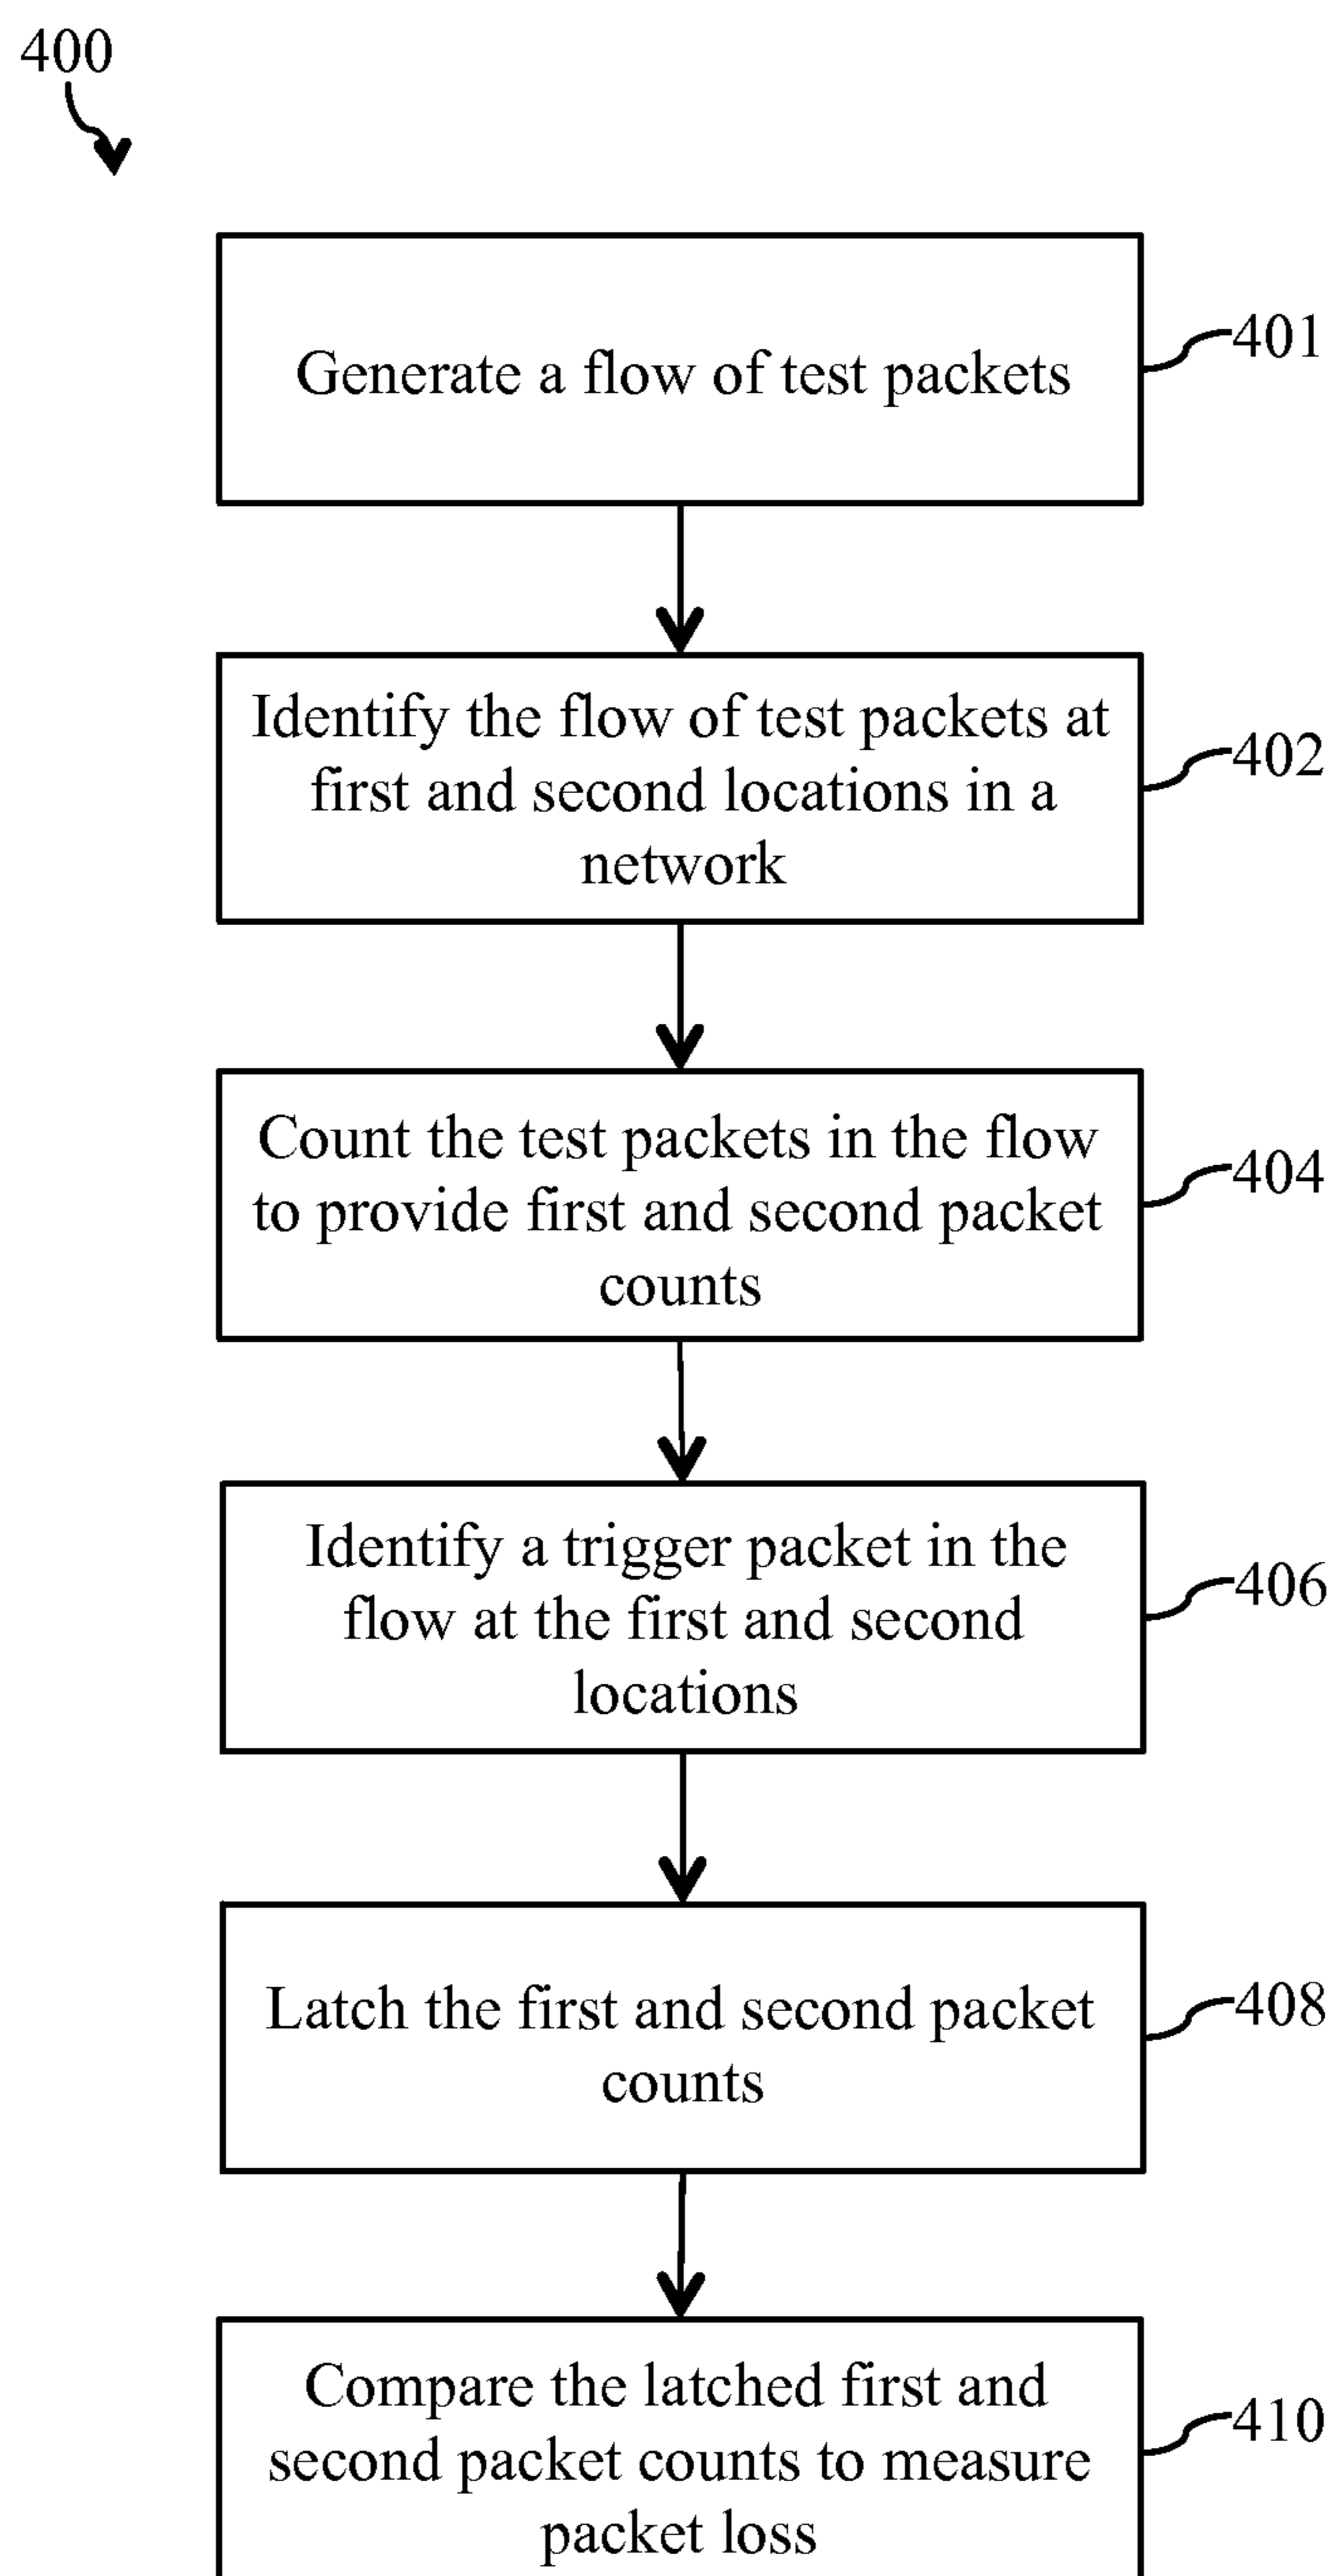 400
Generate a flow of test packets
401
Identify the flow of test packets at
first and second locations in a
network
402
Count the test packets in the flow
to provide first and second packet
counts
404
Identify a trigger packet in the
flow at the first and second
locations
406
Latch the first and second packet
counts
408
Compare the latched first and
second packet counts to measure
packet loss
410